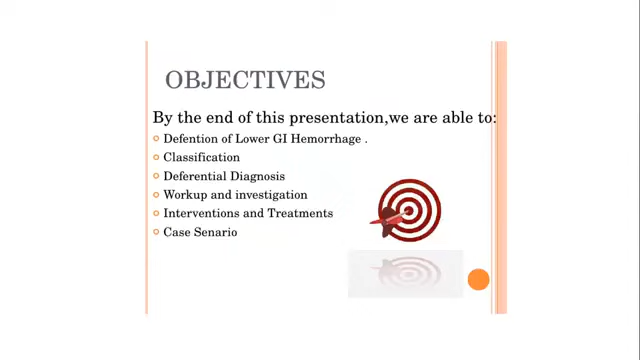 OBJECTIVES
By the end of this presentation,we are able to:
Defention of Lower GI Hemorrhage .
Classification
Deferential Diagnosis
Workup and investigation
Interventions and Treatments
Case Senario